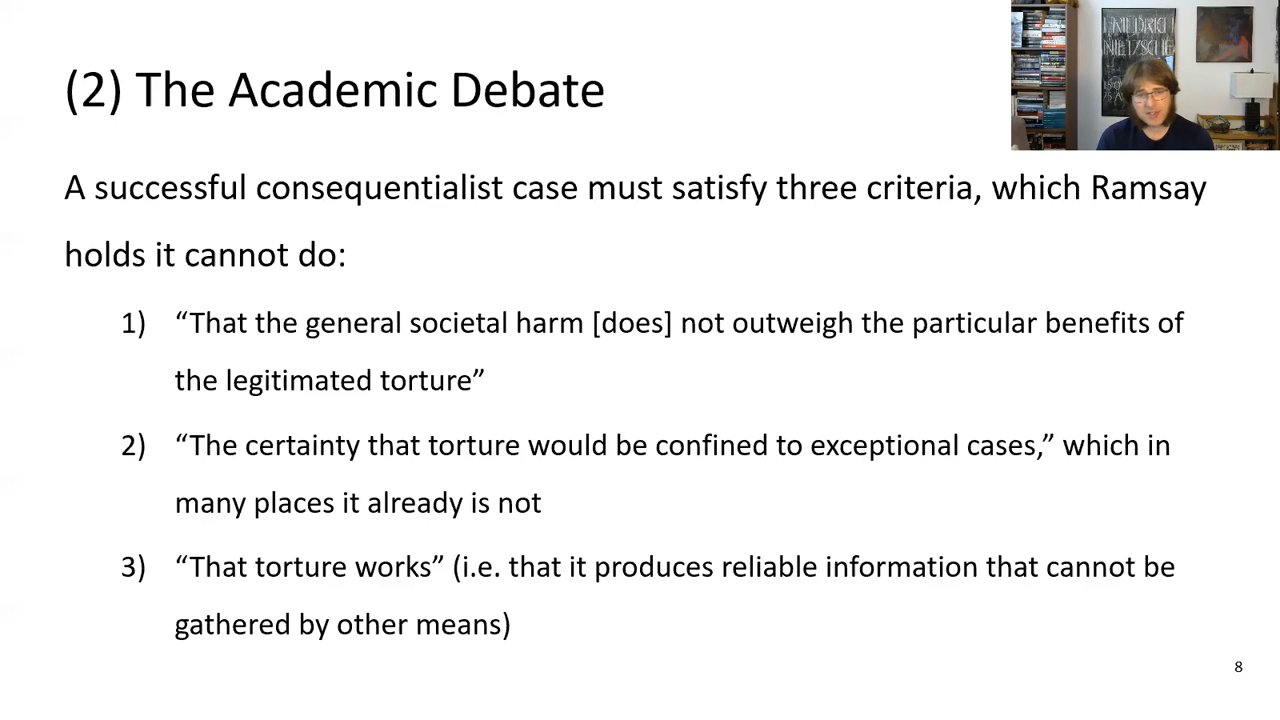 (2) The Academic Debate
FRIEDRICH
NIETZSCHE
A successful consequentialist case must satisfy three criteria, which Ramsay
holds it cannot do:
1) “That the general societal harm [does] not outweigh the particular benefits of
the legitimated torture”
2) “The certainty that torture would be confined to exceptional cases,” which in
many places it already is not
3) “That torture works” (i.e. that it produces reliable information that cannot be
gathered by other means)
8